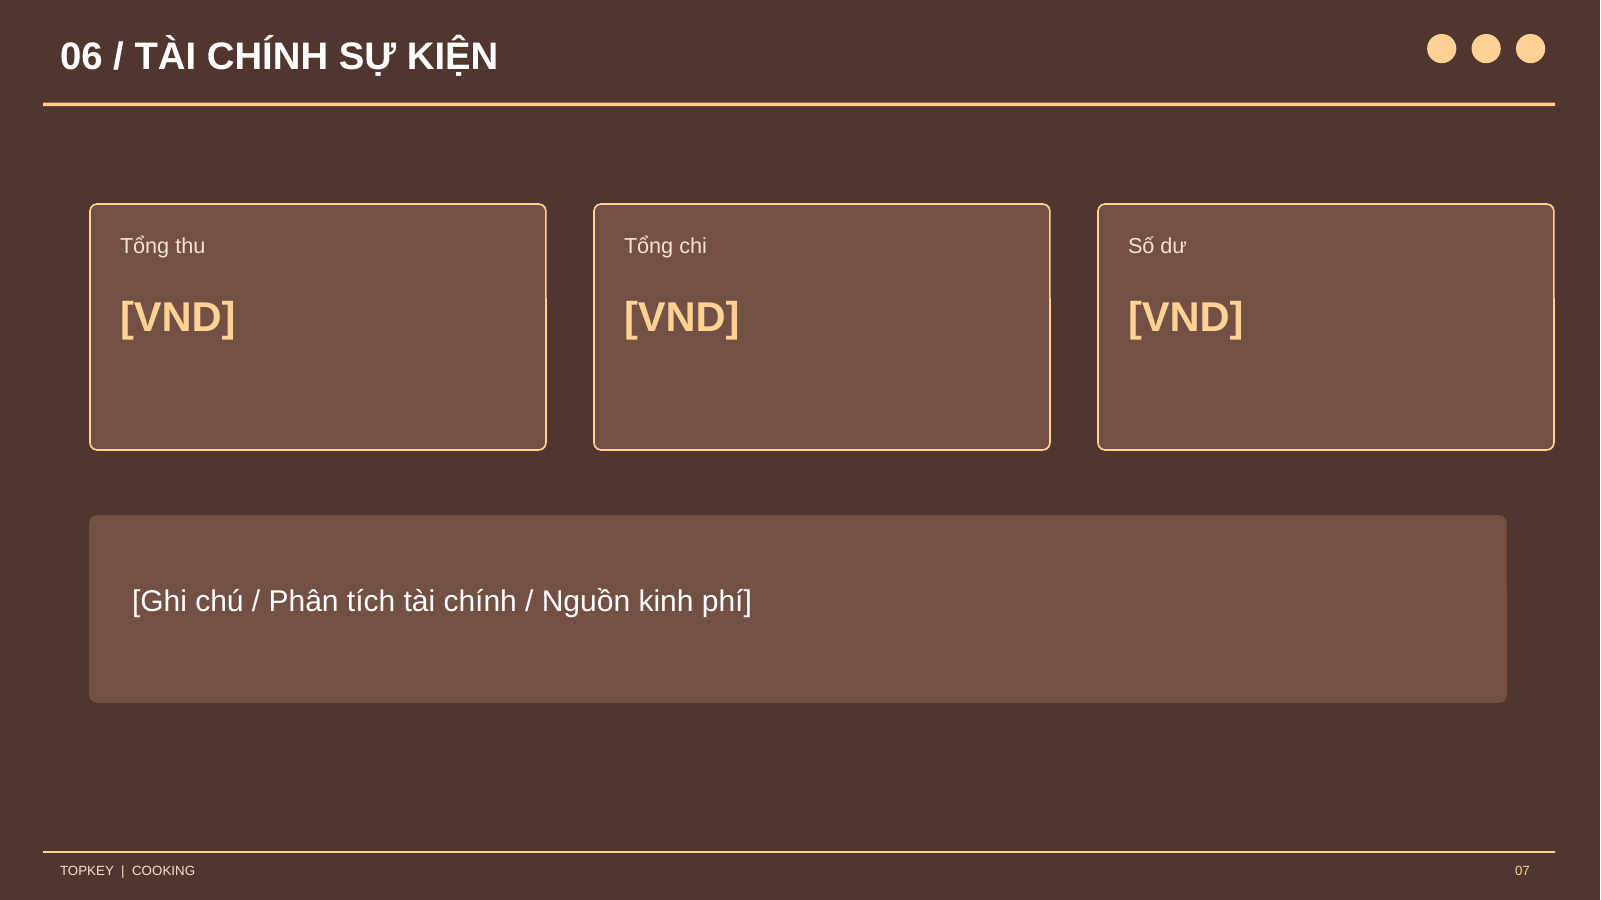 06 / TÀI CHÍNH SỰ KIỆN
Tổng thu
[VND]
Tổng chi
[VND]
Số dư
[VND]
[Ghi chú / Phân tích tài chính / Nguồn kinh phí]
TOPKEY | COOKING
07